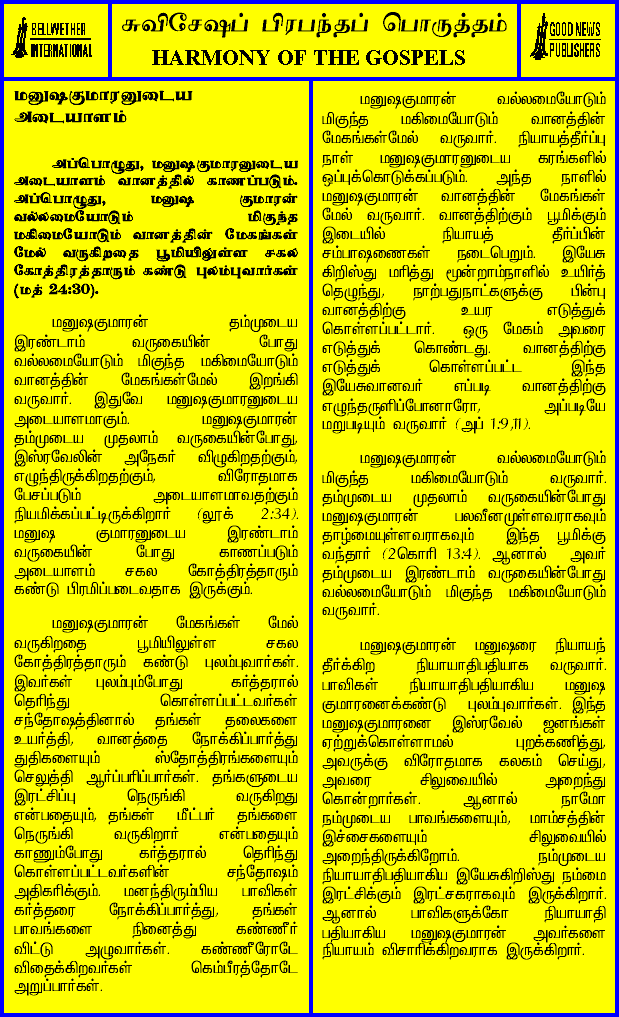 BELLWETHER
INTERNATIONAL
சுவிசேஷப் பிரபந்தப் பொருத்தம்
HARMONY OF THE GOSPELS
GOOD NEWS
PUBLISHERS
மனுஷகுமாரனுடைய
அடையாளம்
அப்பொழுது, மனுஷகுமாரனுடைய
அடையாளம் வானத்தில் காணப்படும்.
அப்பொழுது, மனுஷ குமாரன்
வல்லமையோடும் மிகுந்த
மகிமையோடும் வானத்தின் மேகங்கள்
மேல் வருகிறதை பூமியிலுள்ள சகல
கோத்திரத்தாரும் கண்டு புலம்புவார்கள்
(மத் 24:30).
மனுஷகுமாரன் தம்முடைய
இரண்டாம் வருகையின் போது
வல்லமையோடும் மிகுந்த மகிமையோடும்
வானத்தின் மேகங்கள்மேல் இறங்கி
வருவார். இதுவே மனுஷகுமாரனுடைய
அடையாளமாகும். மனுஷகுமாரன்
தம்முடைய முதலாம் வருகையின்போது,
இஸ்ரவேலின் அநேகர் விழுகிறதற்கும்,
எழுந்திருக்கிறதற்கும், விரோதமாக
பேசப்படும் அடையாளமாவதற்கும்
நியமிக்கப்பட்டிருக்கிறார் (லூக் 2:34).
மனுஷ குமாரனுடைய இரண்டாம்
வருகையின் போது காணப்படும்
அடையாளம் சகல கோத்திரத்தாரும்
கண்டு பிரமிப்படைவதாக இருக்கும்.
மனுஷகுமாரன் மேகங்கள் மேல்
வருகிறதை பூமியிலுள்ள சகல
கோத்திரத்தாரும் கண்டு புலம்புவார்கள்.
இவர்கள் புலம்பும்போது கர்த்தரால்
தெரிந்து கொள்ளப்பட்டவர்கள்
சந்தோஷத்தினால் தங்கள் தலைகளை
உயர்த்தி, வானத்தை நோக்கிப்பார்த்து
துதிகளையும் ஸ்தோத்திரங்களையும்
செலுத்தி ஆர்ப்பரிப்பார்கள். தங்களுடைய
இரட்சிப்பு நெருங்கி வருகிறது
என்பதையும், தங்கள் மீட்பர் தங்களை
நெருங்கி வருகிறார் என்பதையும்
காணும்போது கர்த்தரால் தெரிந்து
கொள்ளப்பட்டவர்களின் சந்தோஷம்
அதிகரிக்கும். மனந்திரும்பிய பாவிகள்
கர்த்தரை நோக்கிப்பார்த்து, தங்கள்
பாவங்களை நினைத்து கண்ணீர்
விட்டு அழுவார்கள். கண்ணீரோடே
விதைக்கிறவர்கள் கெம்பீரத்தோடே
அறுப்பார்கள்.
மனுஷகுமாரன் வல்லமையோடும்
மிகுந்த மகிமையோடும் வானத்தின்
மேகங்கள்மேல் வருவார். நியாயத்தீர்ப்பு
நாள் மனுஷகுமாரனுடைய கரங்களில்
ஒப்புக்கொடுக்கப்படும். அந்த நாளில்
மனுஷகுமாரன் வானத்தின் மேகங்கள்
மேல் வருவார். வானத்திற்கும் பூமிக்கும்
இடையில் நியாயத் தீர்ப்பின்
சம்பாஷணைகள் நடைபெறும். இயேசு
கிறிஸ்து மரித்து மூன்றாம்நாளில் உயிர்த்
தெழுந்து, நாற்பதுநாட்களுக்கு பின்பு
வானத்திற்கு உயர எடுத்துக்
கொள்ளப்பட்டார். ஒரு மேகம் அவரை
எடுத்துக் கொண்டது. வானத்திற்கு
எடுத்துக் கொள்ளப்பட்ட இந்த
இயேசுவானவர் எப்படி வானத்திற்கு
எழுந்தருளிப்போனாரோ, அப்படியே
மறுபடியும் வருவார் (அப் 1:9,11).
மனுஷகுமாரன் வல்லமையோடும்
மிகுந்த மகிமையோடும் வருவார்.
தம்முடைய முதலாம் வருகையின்போது
மனுஷகுமாரன் பலவீனமுள்ளவராகவும்
தாழ்மையுள்ளவராகவும் இந்த பூமிக்கு
வந்தார் (2கொரி 13:4). ஆனால் அவர்
தம்முடைய இரண்டாம் வருகையின்போது
வல்லமையோடும் மிகுந்த மகிமையோடும்
வருவார்.
மனுஷகுமாரன் மனுஷரை நியாயந்
தீர்க்கிற நியாயாதிபதியாக வருவார்.
பாவிகள் நியாயாதிபதியாகிய மனுஷ
குமாரனைக்கண்டு புலம்புவார்கள். இந்த
மனுஷகுமாரனை இஸ்ரவேல் ஜனங்கள்
ஏற்றுக்கொள்ளாமல் புறக்கணித்து,
அவருக்கு விரோதமாக கலகம் செய்து,
அவரை சிலுவையில் அறைந்து
கொன்றார்கள். ஆனால் நாமோ
நம்முடைய பாவங்களையும், மாம்சத்தின்
இச்சைகளையும் சிலுவையில்
அறைந்திருக்கிறோம். நம்முடைய
நியாயாதிபதியாகிய இயேசுகிறிஸ்து நம்மை
இரட்சிக்கும் இரட்சகராகவும் இருக்கிறார்.
ஆனால் பாவிகளுக்கோ நியாயாதி
பதியாகிய மனுஷகுமாரன் அவர்களை
நியாயம் விசாரிக்கிறவராக இருக்கிறார்.